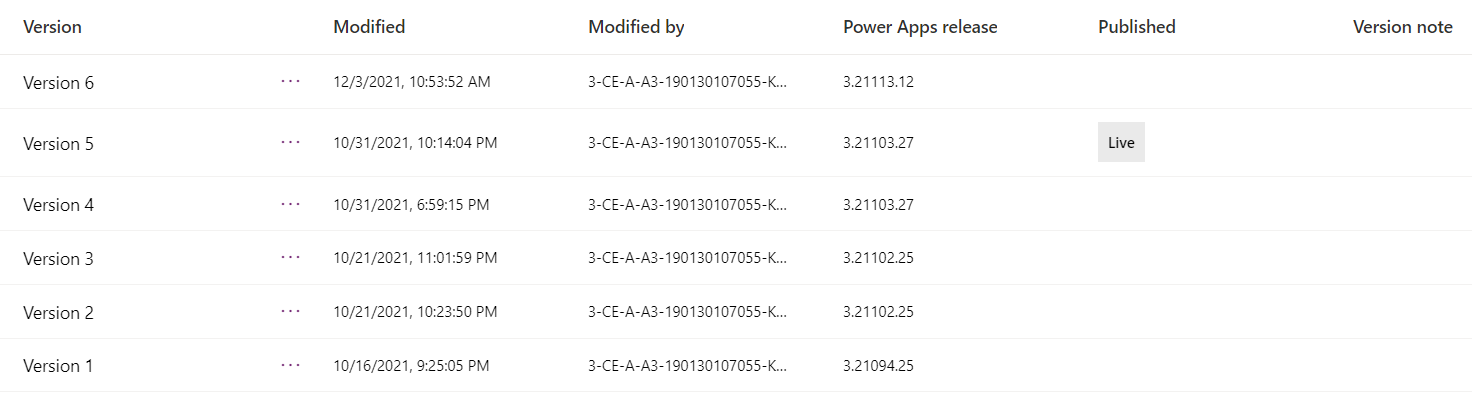 Version Modified Modified by Power Apps release Published Version note
Version 6 ··· 12/3/2021, 10:53:52 AM 3-CE-A-A3-190130107055-K... 3.21113.12
Version 5 ··· 10/31/2021, 10:14:04 PM 3-CE-A-A3-190130107055-K... 3.21103.27 Live
Version 4 ··· 10/31/2021, 6:59:15 PM 3-CE-A-A3-190130107055-K... 3.21103.27
Version 3 ··· 10/21/2021, 11:01:59 PM 3-CE-A-A3-190130107055-K... 3.21102.25
Version 2 ··· 10/21/2021, 10:23:50 PM 3-CE-A-A3-190130107055-K... 3.21102.25
Version 1 ··· 10/16/2021, 9:25:05 PM 3-CE-A-A3-190130107055-K... 3.21094.25